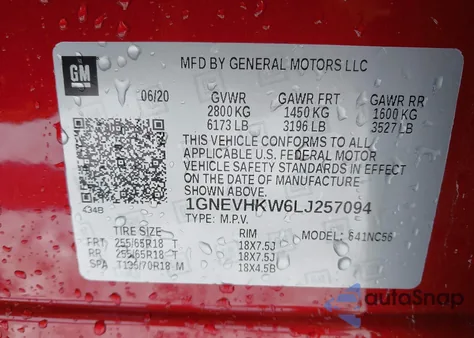 GM
MFD BY GENERAL MOTORS LLC
06/20 GVWR GAWR FRT GAWR RR
2800 KG 1450 KG 1600 KG
6173 LB 3196 LB 3527 LB
THIS VEHICLE CONFORMS TO ALL
APPLICABLE U.S. FEDERAL MOTOR
VEHICLE SAFETY STANDARDS IN EFFECT
ON THE DATE OF MANUFACTURE SHOWN ABOVE.
1GNEVHKW6LJ257094
434B TYPE: M.P.V.
TIRE SIZE RIM MODEL:
FRT 255/65R18 T 18X7.5J
RR 255/65R18 T 18X7.5J
SPA T135/70R18 M 18X4.5B
autoSnap